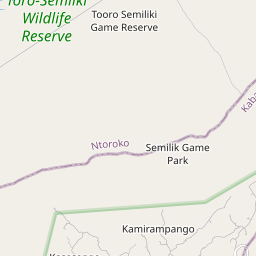 Toro-Semliki
Wildlife
Reserve
Tooro Semiliki
Game Reserve
Ntoroko
Semilik Game
Park
Kamirampango